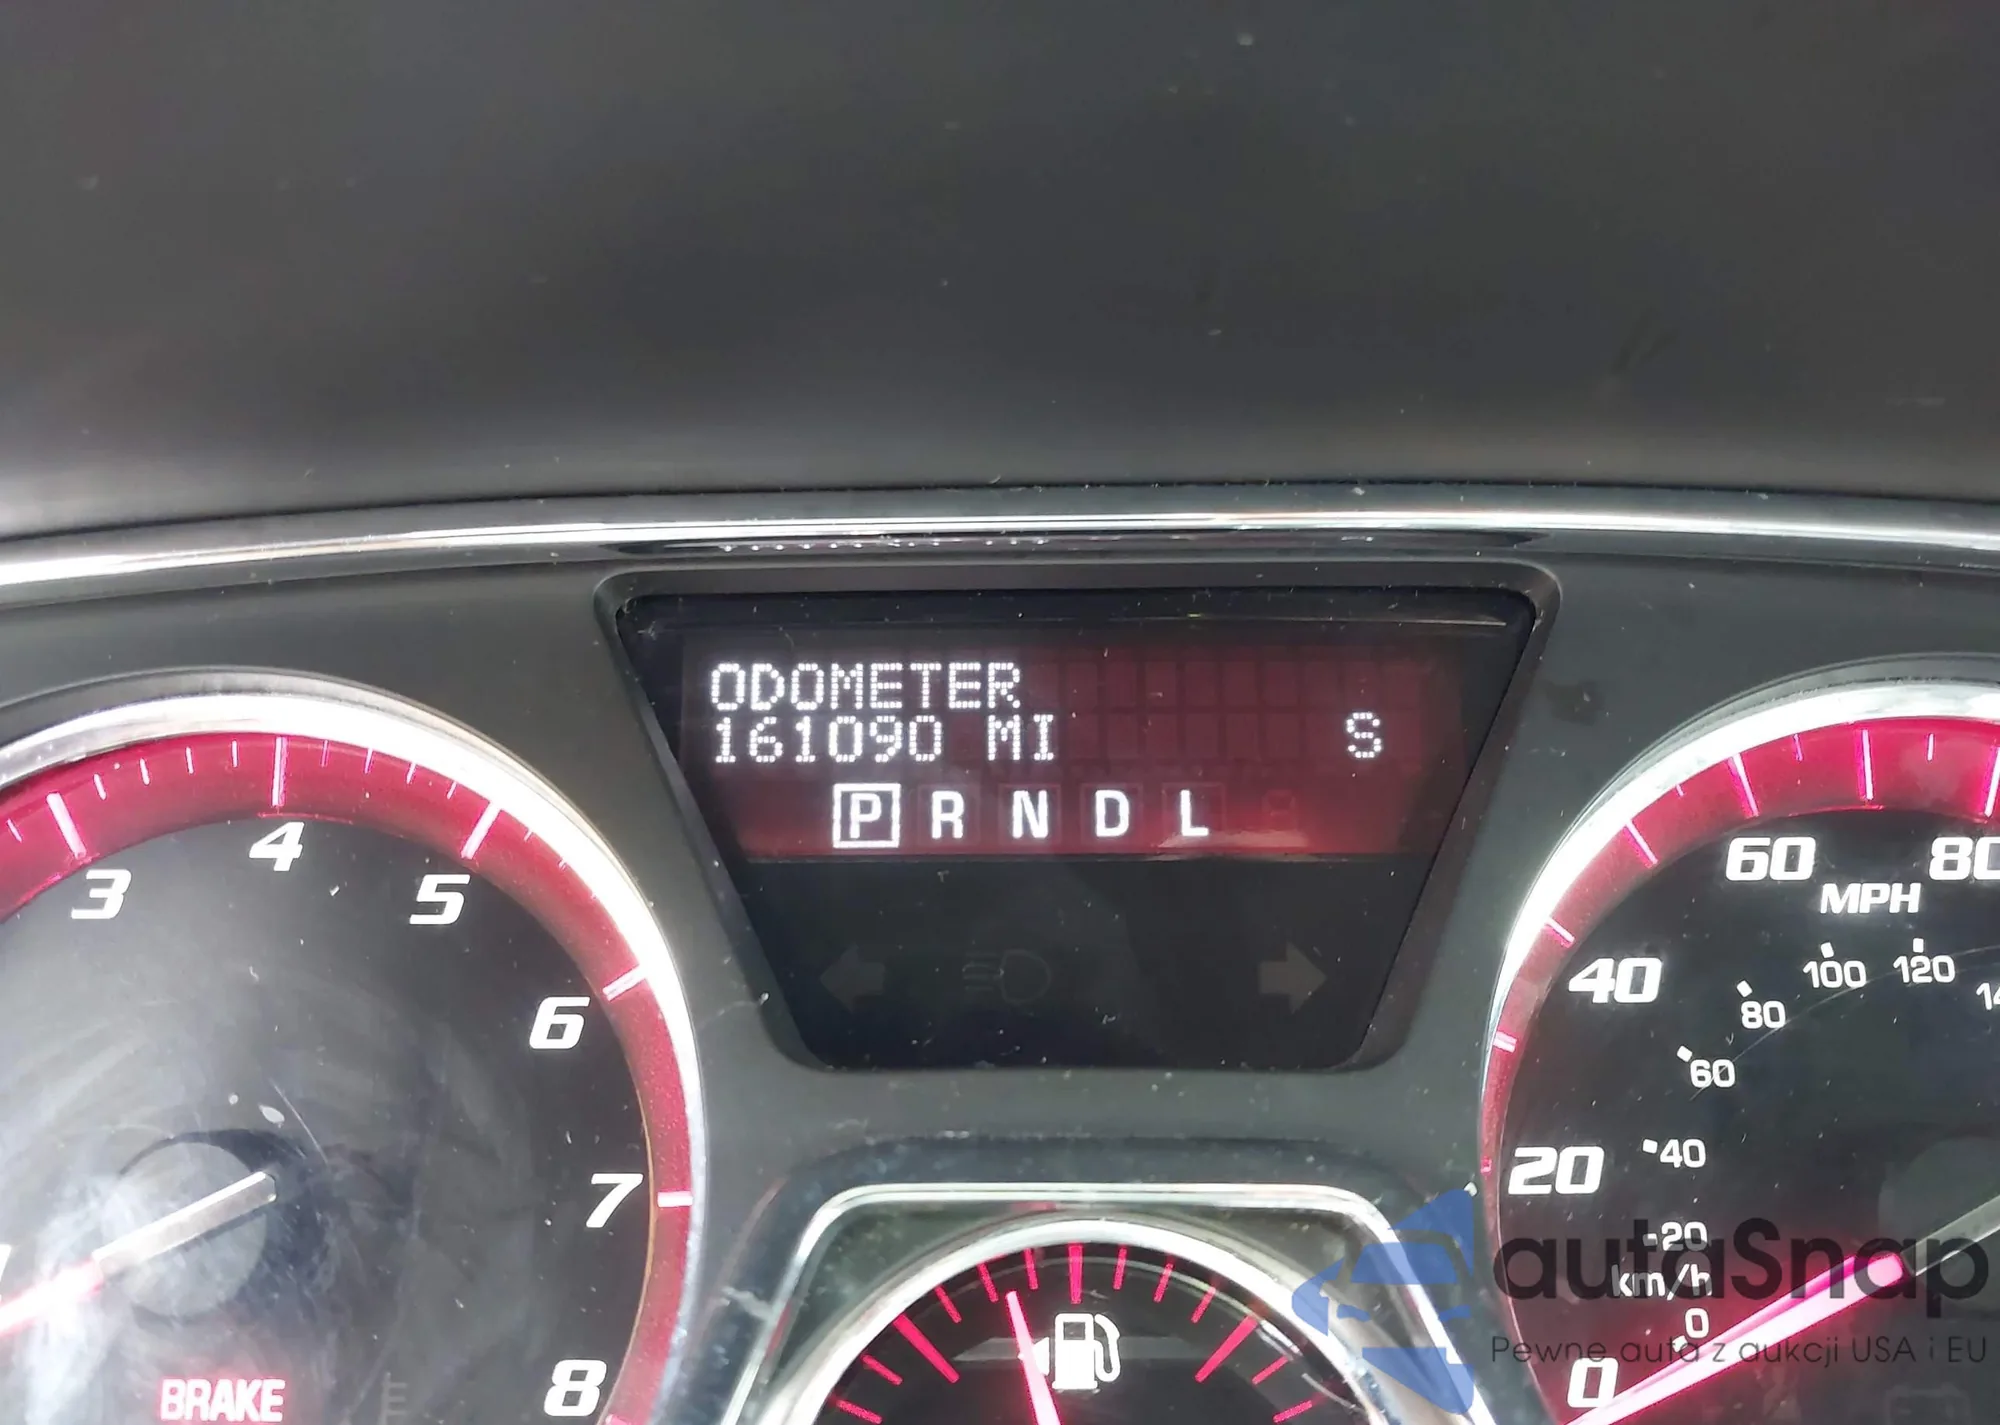 ODOMETER
161090 MI S
P R N D L
3 4 5 6 7 8
BRAKE
0 20 40 60 80
MPH
0 20 40 60 80 100 120
km/h
autaSnap
Pewne auta z aukcji USA i EU